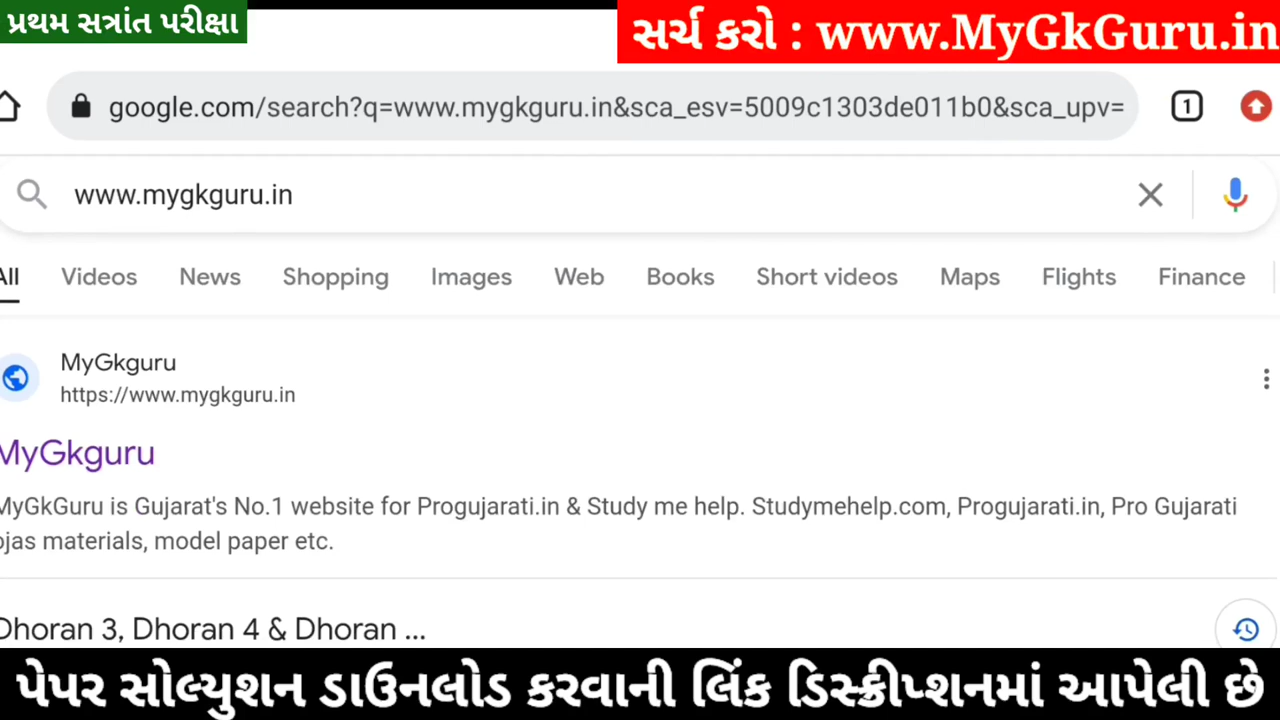 પ્રથમ સત્રાંત પરીક્ષા
સર્ચ કરો : www.MyGkGuru.in
google.com/search?q=www.mygkguru.in&sca_esv=5009c1303de011b0&sca_upv=
1
www.mygkguru.in
All Videos News Shopping Images Web Books Short videos Maps Flights Finance
MyGkguru
https://www.mygkguru.in
MyGkguru
MyGkGuru is Gujarat's No.1 website for Progujarati.in & Study me help. Studymehelp.com, Progujarati.in, Pro Gujarati
ojas materials, model paper etc.
Dhoran 3, Dhoran 4 & Dhoran ...
પેપર સોલ્યુશન ડાઉનલોડ કરવાની લિંક ડિસ્ક્રીપ્શનમાં આપેલી છે